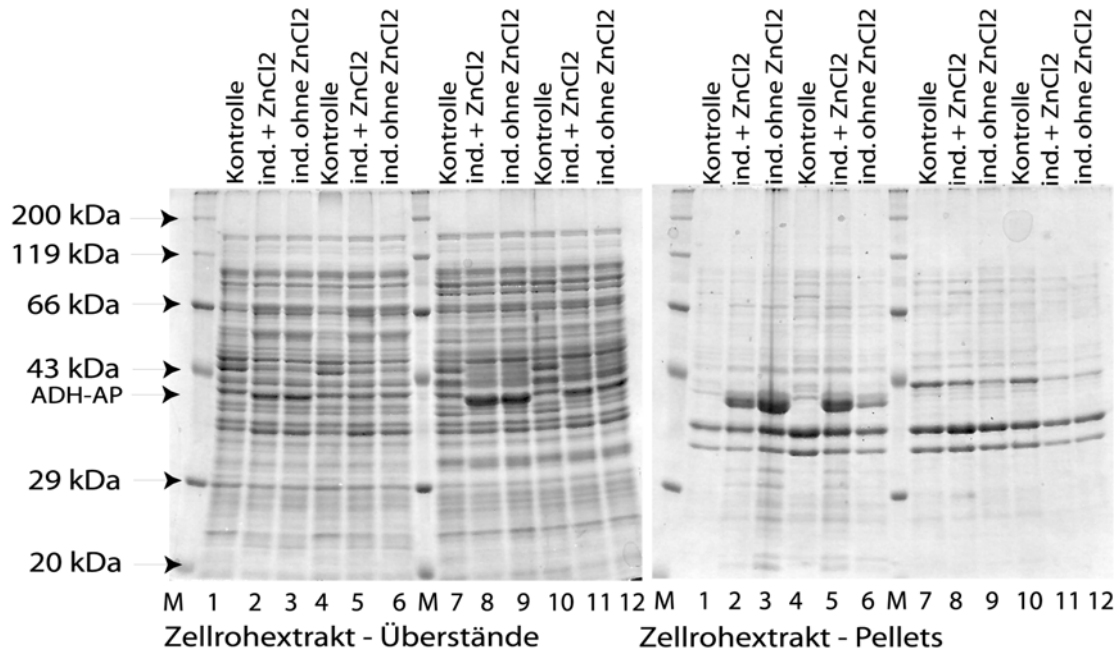 Kontrolle
ind. + ZnCl2
ind. ohne ZnCl2
Kontrolle
ind. + ZnCl2
ind. ohne ZnCl2
Kontrolle
ind. + ZnCl2
ind. ohne ZnCl2
Kontrolle
ind. + ZnCl2
ind. ohne ZnCl2
Kontrolle
ind. + ZnCl2
ind. ohne ZnCl2
Kontrolle
ind. + ZnCl2
ind. ohne ZnCl2
Kontrolle
ind. + ZnCl2
ind. ohne ZnCl2
Kontrolle
ind. + ZnCl2
ind. ohne ZnCl2
200 kDa
119 kDa
66 kDa
43 kDa
ADH-AP
29 kDa
20 kDa
M 1 2 3 4 5 6 M 7 8 9 10 11 12
M 1 2 3 4 5 6 M 7 8 9 10 11 12
Zellrohextrakt - Überstände
Zellrohextrakt - Pellets